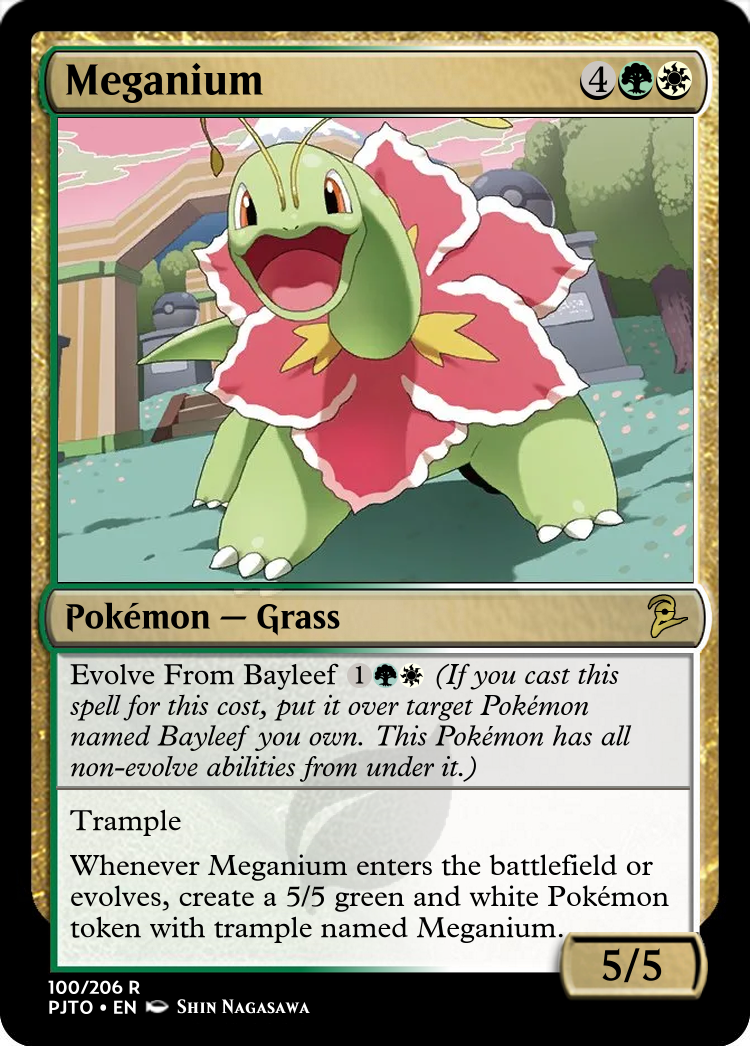 Meganium 4
Pokémon — Grass
Evolve From Bayleef 1 (If you cast this
spell for this cost, put it over target Pokémon
named Bayleef you own. This Pokémon has all
non-evolve abilities from under it.)
Trample
Whenever Meganium enters the battlefield or
evolves, create a 5/5 green and white Pokémon
token with trample named Meganium.
5/5
100/206 R
PJTO • EN Shin Nagasawa